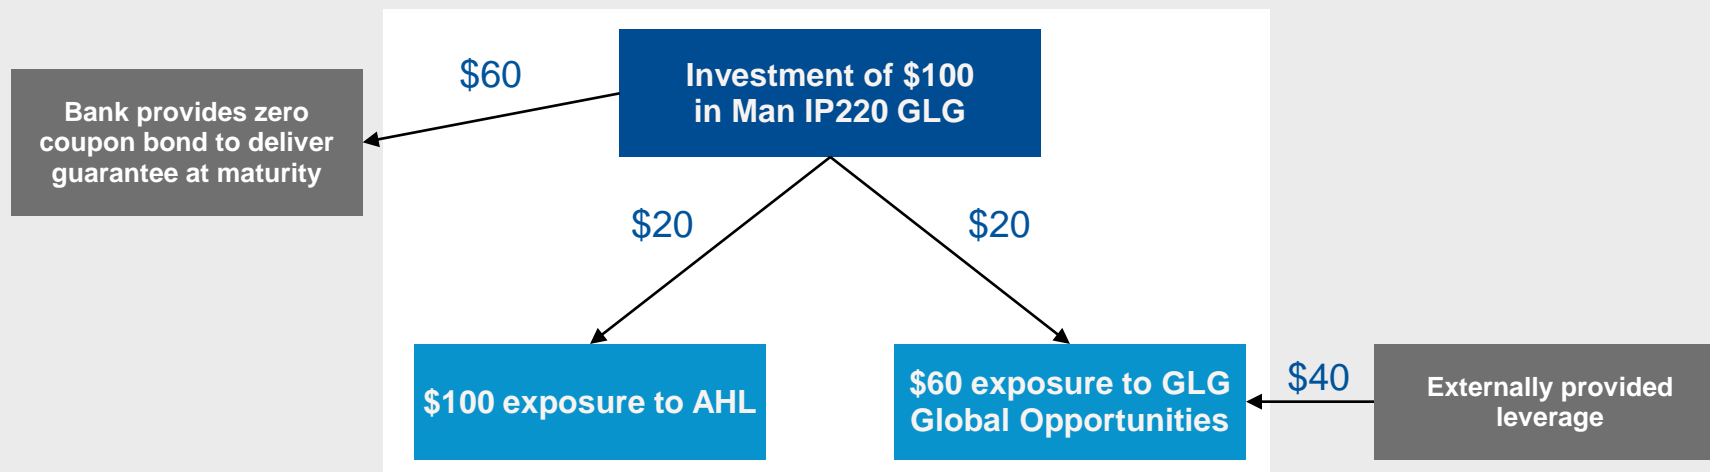 $60
Investment of $100
in Man IP220 GLG
Bank provides zero
coupon bond to deliver
guarantee at maturity
$20
$20
$100 exposure to AHL
$60 exposure to GLG
Global Opportunities
$40
Externally provided
leverage